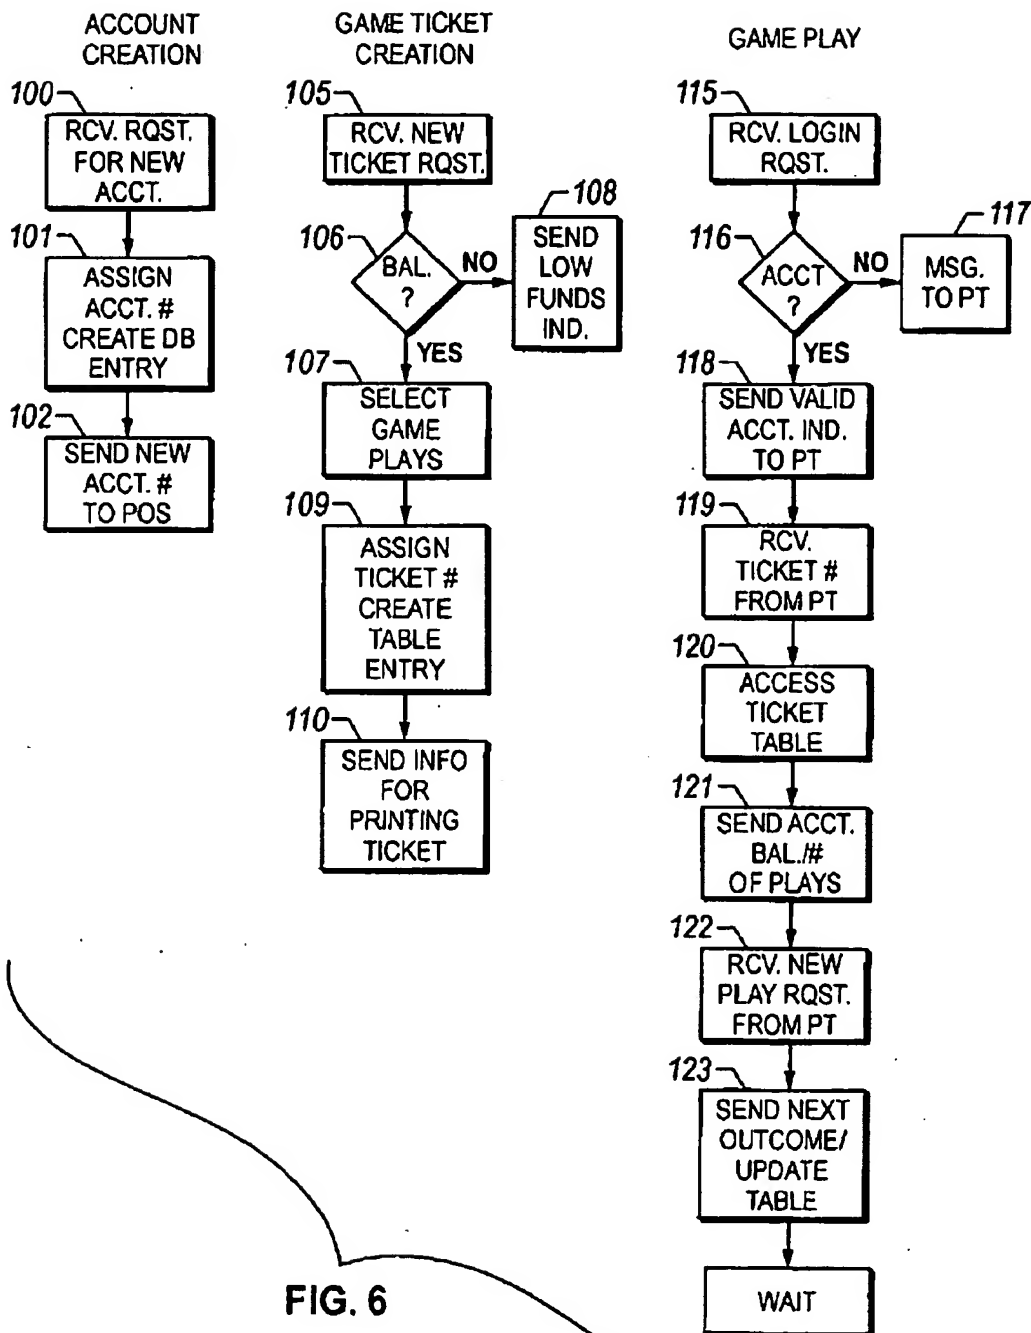 ACCOUNT
CREATION
100
RCV. RQST.
FOR NEW
ACCT.
101
ASSIGN
ACCT. #
CREATE DB
ENTRY
102
SEND NEW
ACCT. #
TO POS
GAME TICKET
CREATION
105
RCV. NEW
TICKET RQST.
106
BAL.
?
NO
108
SEND
LOW
FUNDS
IND.
YES
107
SELECT
GAME
PLAYS
109
ASSIGN
TICKET #
CREATE
TABLE
ENTRY
110
SEND INFO
FOR
PRINTING
TICKET
GAME PLAY
115
RCV. LOGIN
RQST.
116
ACCT
?
NO
117
MSG.
TO PT
YES
118
SEND VALID
ACCT. IND.
TO PT
119
RCV.
TICKET #
FROM PT
120
ACCESS
TICKET
TABLE
121
SEND ACCT.
BAL./#
OF PLAYS
122
RCV. NEW
PLAY RQST.
FROM PT
123
SEND NEXT
OUTCOME/
UPDATE
TABLE
WAIT
FIG. 6